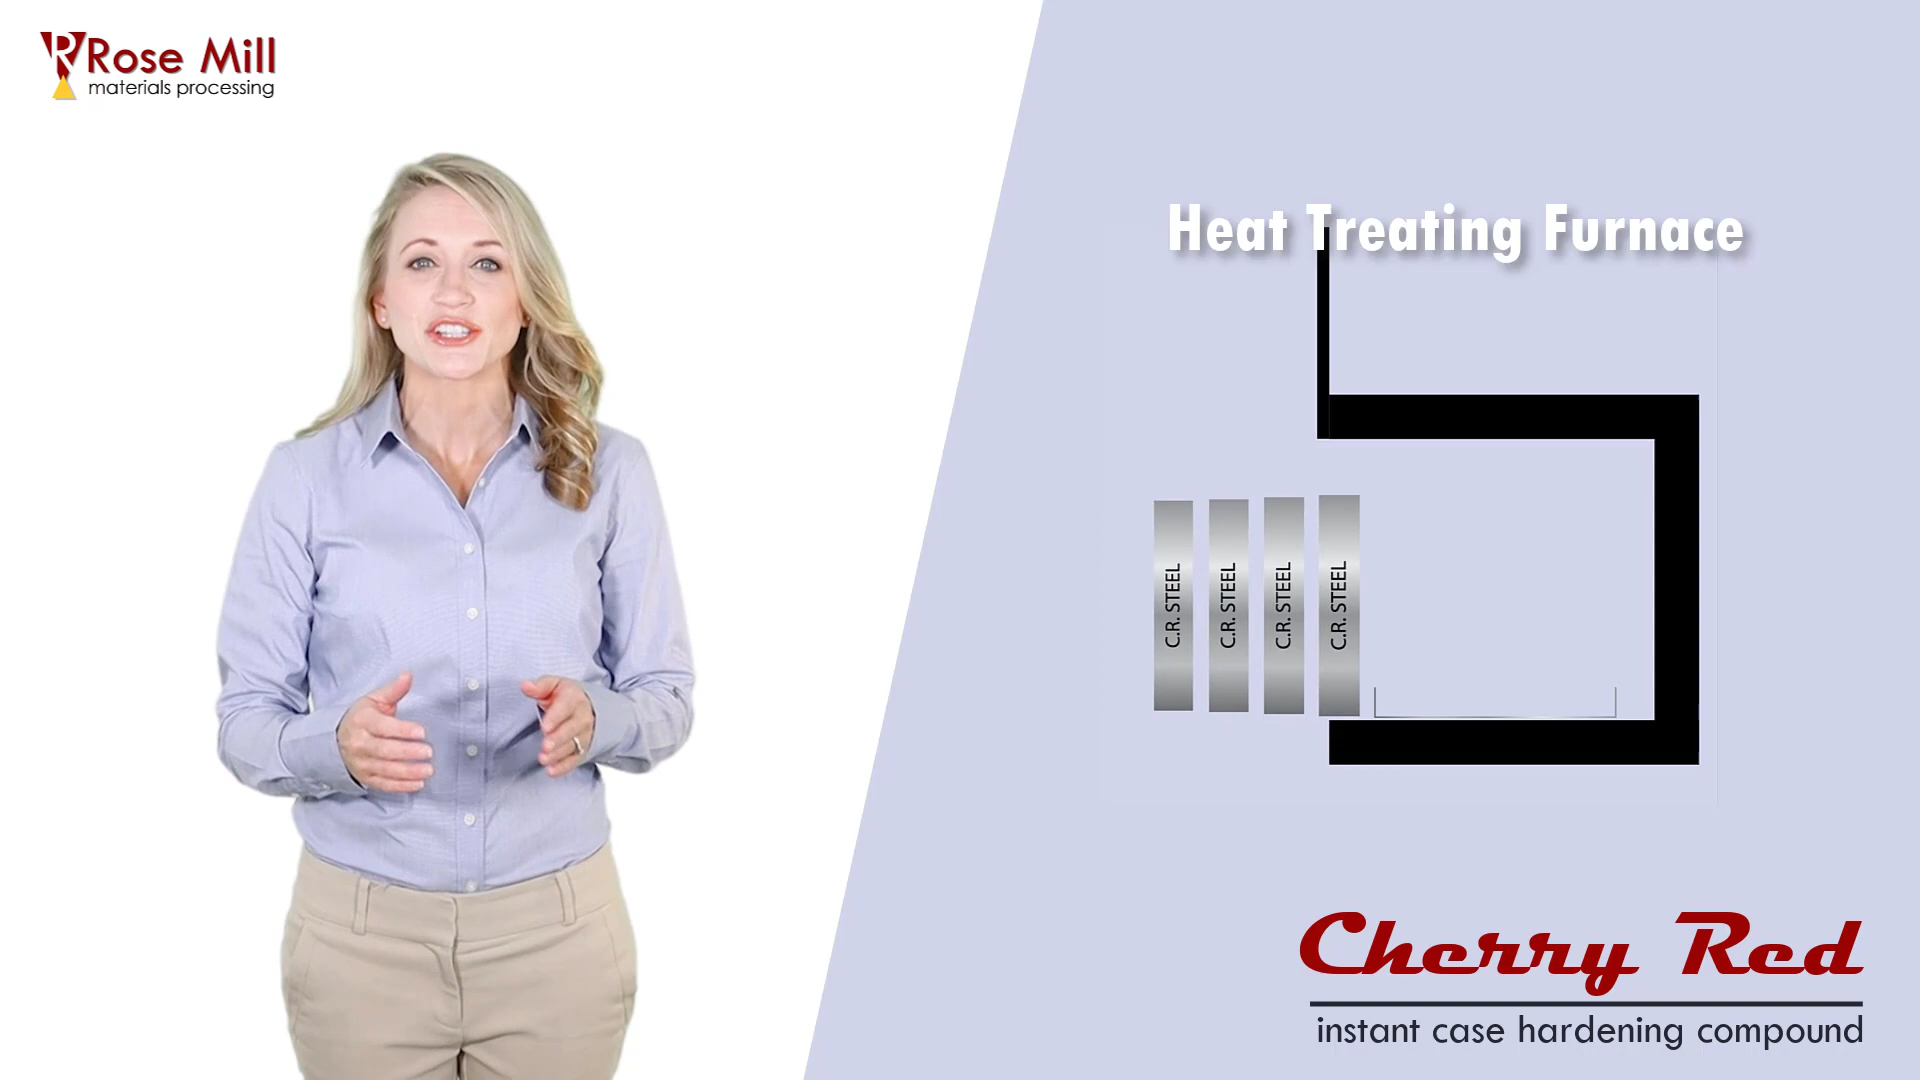 Rose Mill
materials processing
Heat Treating Furnace
C.R. STEEL
C.R. STEEL
C.R. STEEL
C.R. STEEL
Cherry Red
instant case hardening compound